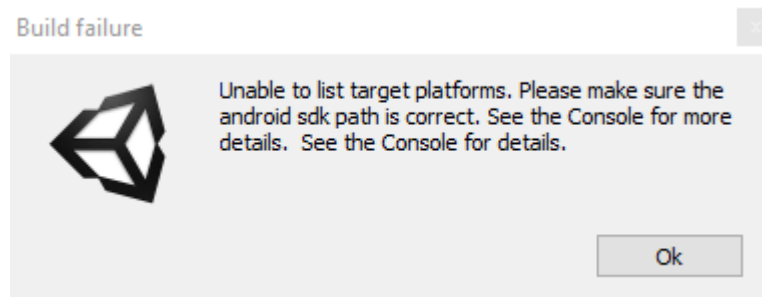 Build failure
Unable to list target platforms. Please make sure the
android sdk path is correct. See the Console for more
details.  See the Console for details.
Ok